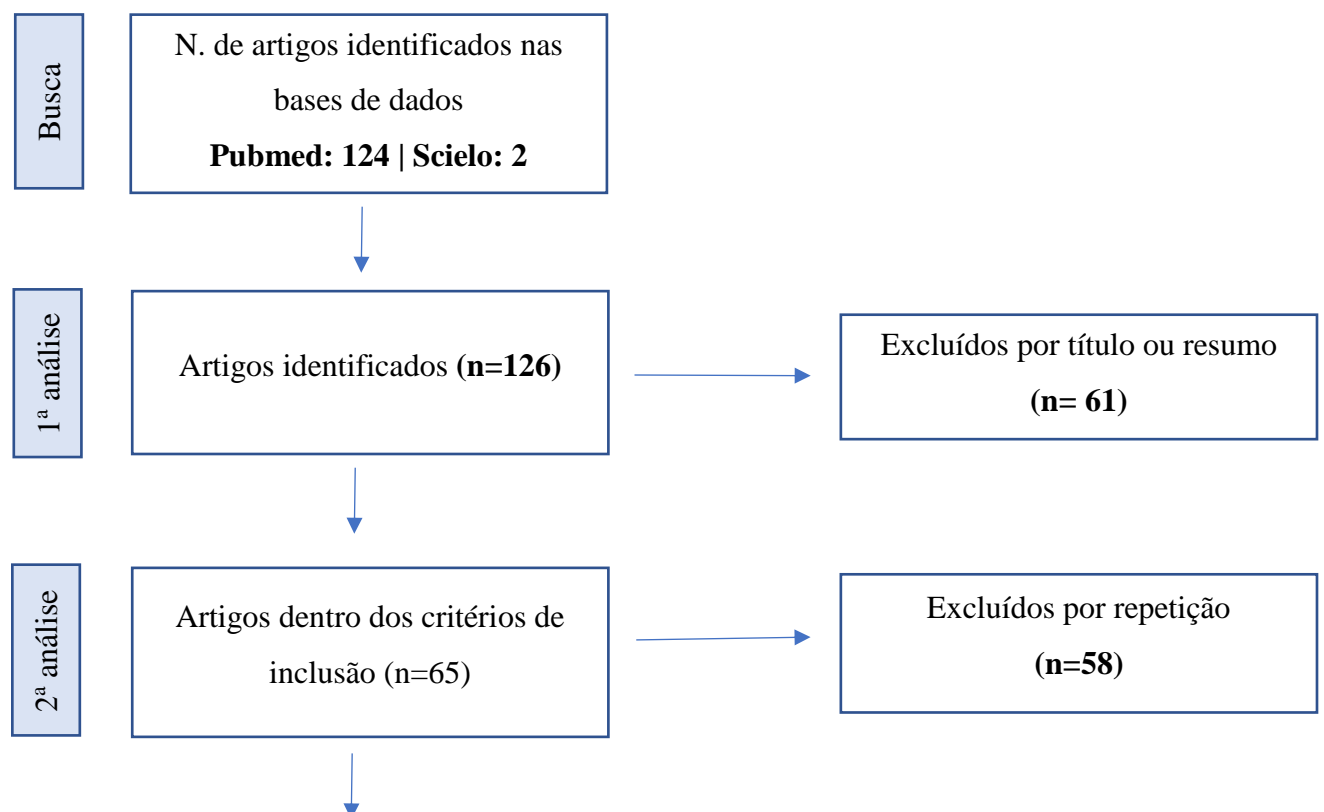 Busca
N. de artigos identificados nas
bases de dados
Pubmed: 124 | Scielo: 2
1ª análise
Artigos identificados (n=126)
Excluídos por título ou resumo
(n= 61)
2ª análise
Artigos dentro dos critérios de
inclusão (n=65)
Excluídos por repetição
(n=58)